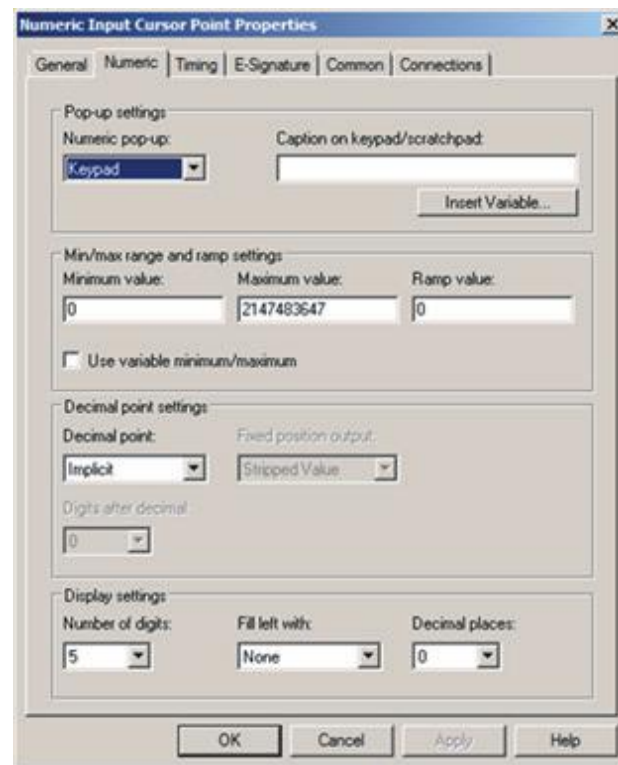 Numeric Input Cursor Point Properties
General Numeric Timing E-Signature Common Connections
Pop-up settings
Numeric pop-up: Caption on keypad/scratchpad:
Keypad
Insert Variable...
Min/max range and ramp settings
Minimum value: Maximum value: Ramp value:
0 2147483647 0
Use variable minimum/maximum
Decimal point settings
Decimal point: Fixed position output:
Implicit Stripped Value
Digits after decimal
0
Display settings
Number of digits: Fill left with: Decimal places:
5 None 0
OK Cancel Apply Help